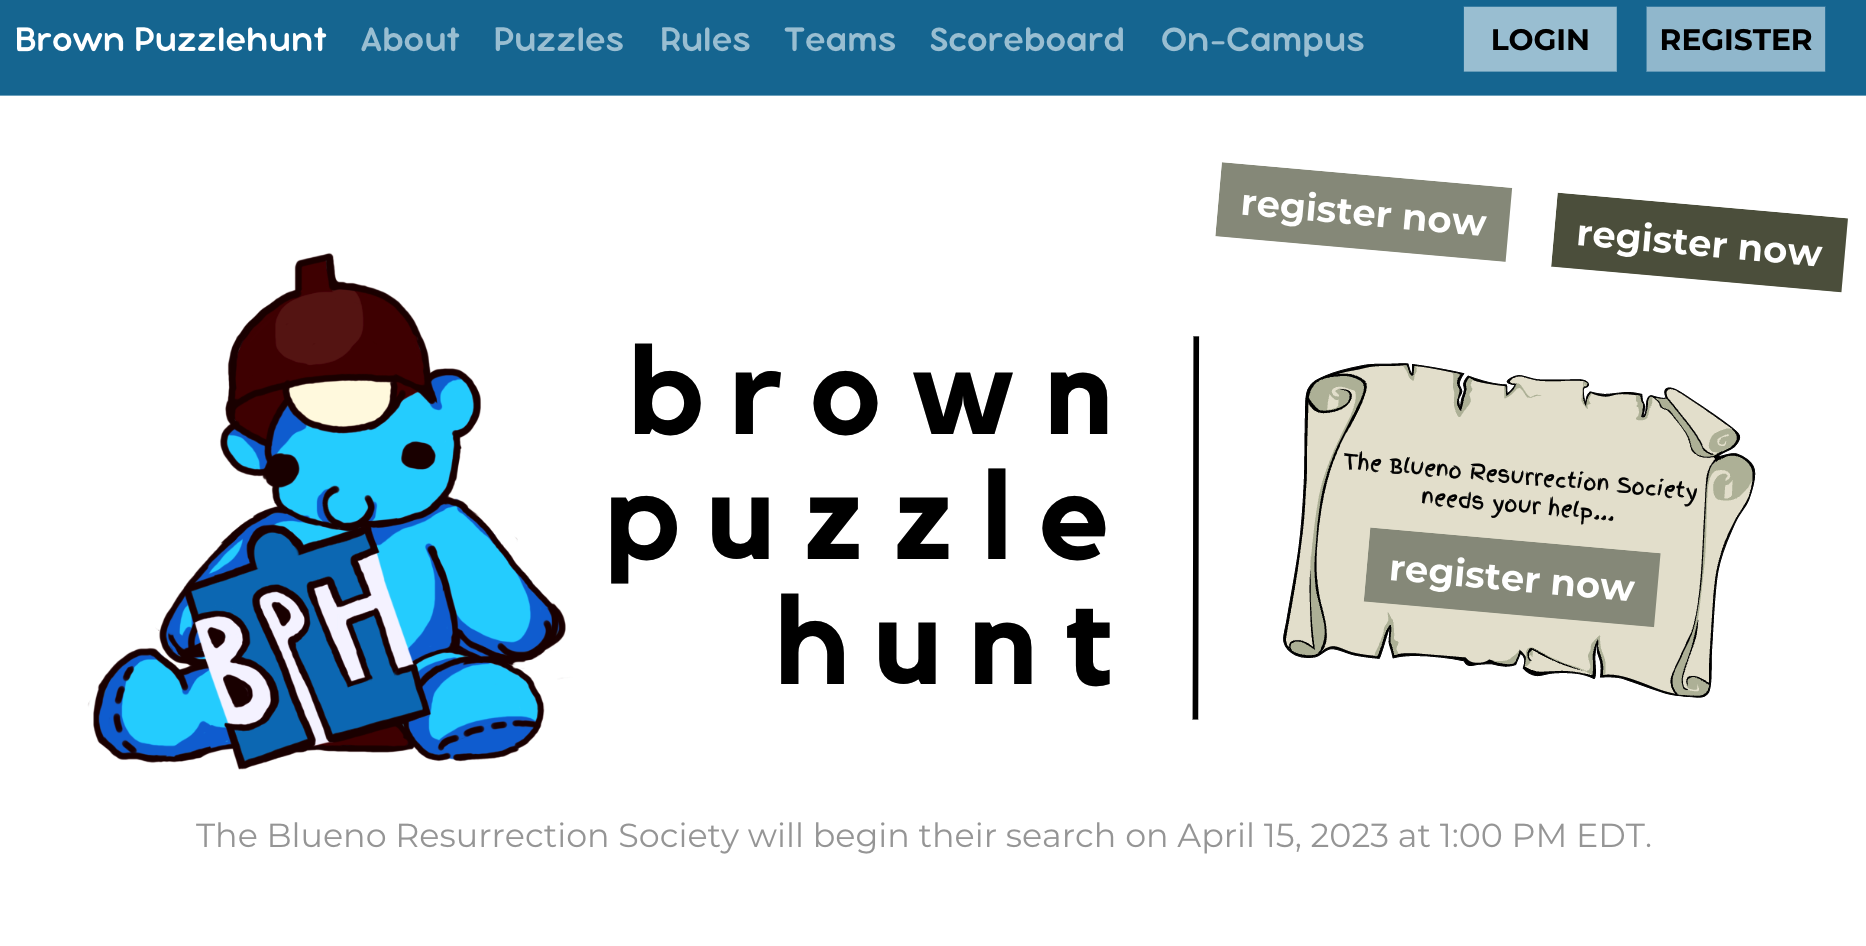 Brown Puzzlehunt About Puzzles Rules Teams Scoreboard On-Campus LOGIN REGISTER
register now
register now
brown
puzzle
hunt
The Blueno Resurrection Society
needs your help...
register now
BPH
The Blueno Resurrection Society will begin their search on April 15, 2023 at 1:00 PM EDT.